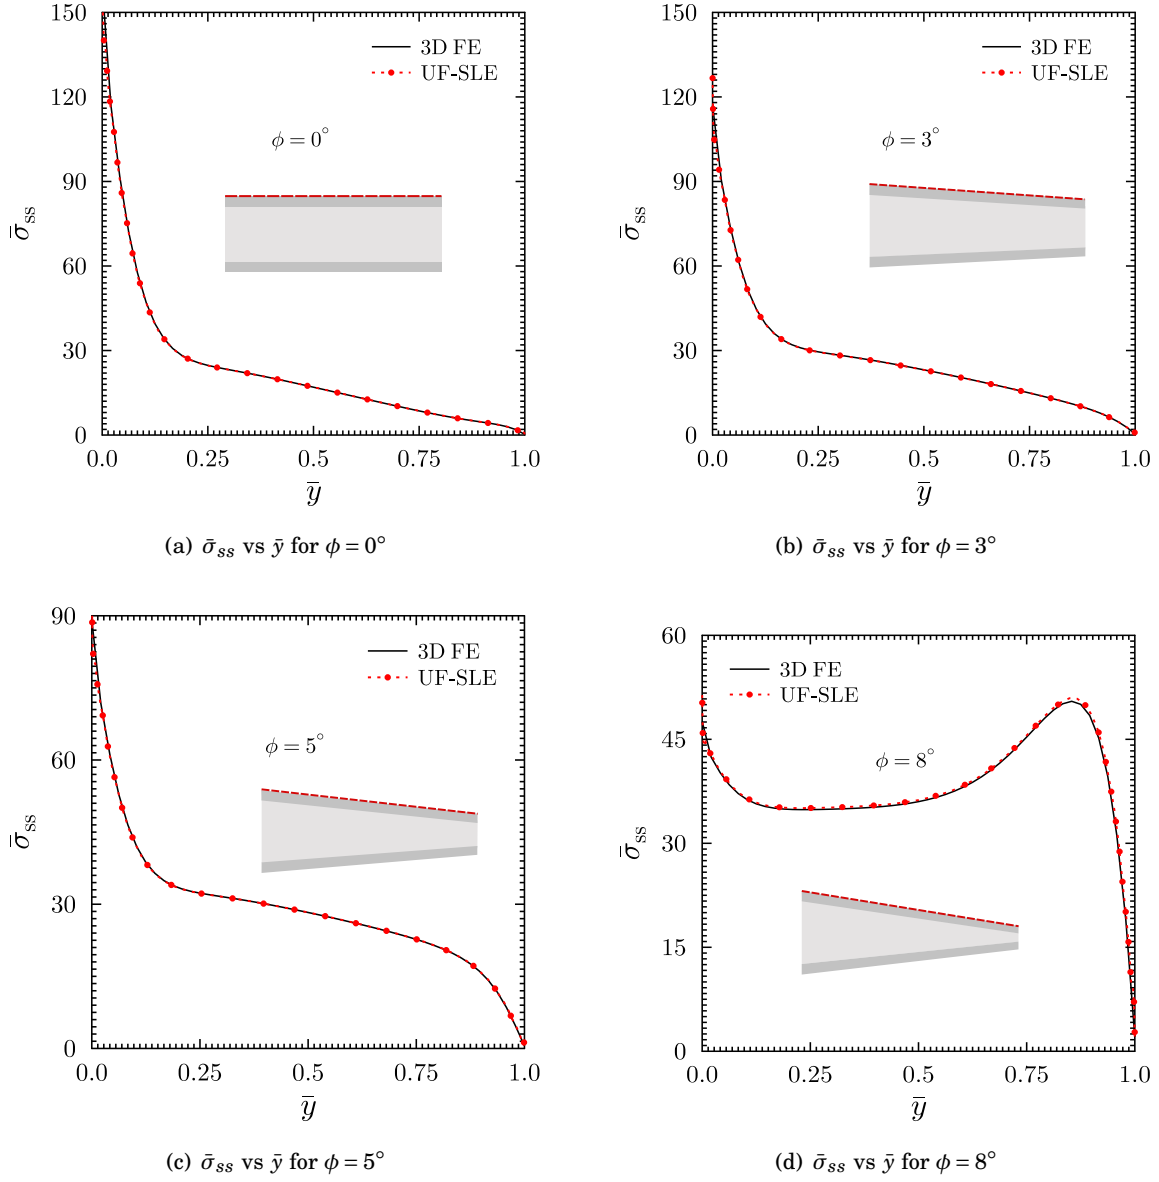 150
120
90
60
30
0
σ̄ss
3D FE
UF-SLE
ϕ = 0°
0.0 0.25 0.5 0.75 1.0
ȳ
(a) σ̄ss vs ȳ for ϕ = 0°
150
120
90
60
30
0
σ̄ss
3D FE
UF-SLE
ϕ = 3°
0.0 0.25 0.5 0.75 1.0
ȳ
(b) σ̄ss vs ȳ for ϕ = 3°
90
60
30
0
σ̄ss
3D FE
UF-SLE
ϕ = 5°
0.0 0.25 0.5 0.75 1.0
ȳ
(c) σ̄ss vs ȳ for ϕ = 5°
60
45
30
15
0
σ̄ss
3D FE
UF-SLE
ϕ = 8°
0.0 0.25 0.5 0.75 1.0
ȳ
(d) σ̄ss vs ȳ for ϕ = 8°